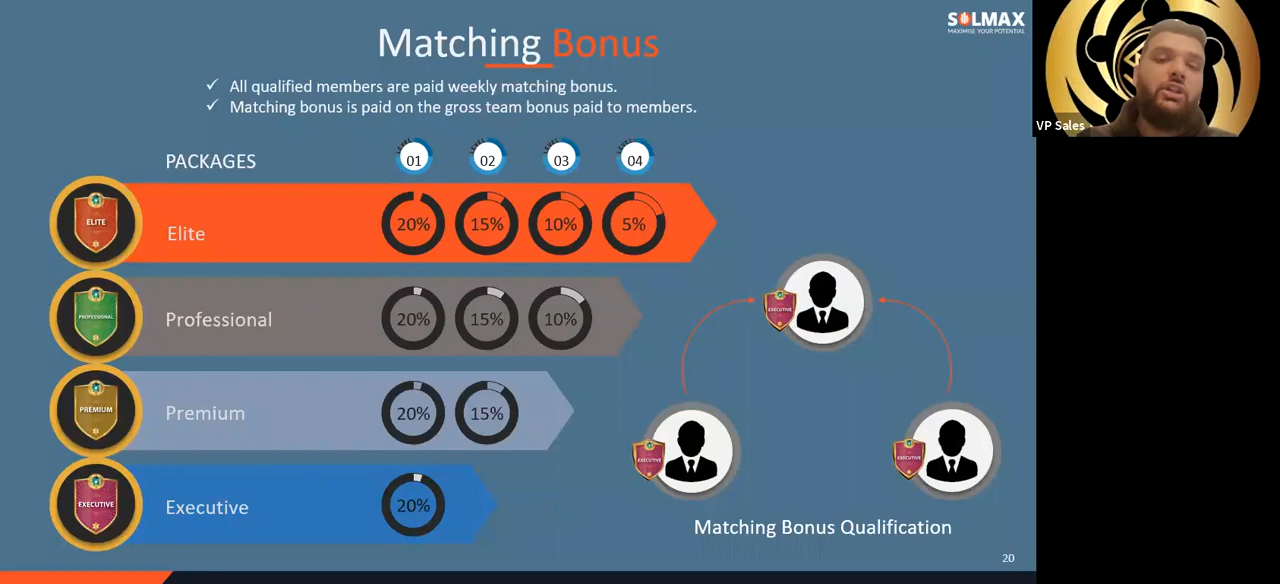 Matching Bonus
SOLMAX
MAXIMISE YOUR POTENTIAL
VP Sales
✓ All qualified members are paid weekly matching bonus.
✓ Matching bonus is paid on the gross team bonus paid to members.
PACKAGES
01 02 03 04
ELITE
Elite
20% 15% 10% 5%
PROFESSIONAL
Professional
20% 15% 10%
PREMIUM
Premium
20% 15%
EXECUTIVE
Executive
20%
EXECUTIVE
EXECUTIVE
EXECUTIVE
Matching Bonus Qualification
20